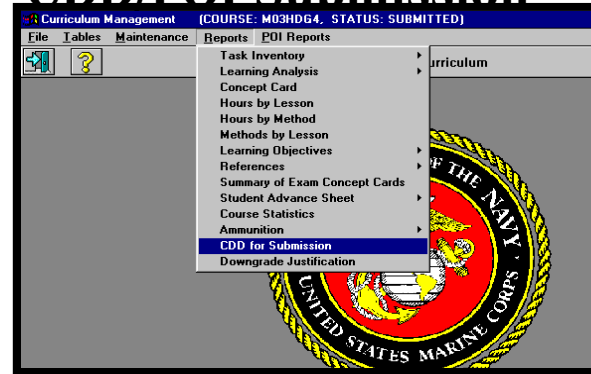 Curriculum Management (COURSE: M03HDG4, STATUS: SUBMITTED)
File Tables Maintenance Reports POI Reports
Task Inventory
urriculum
Learning Analysis
Concept Card
Hours by Lesson
Hours by Method
Methods by Lesson
Learning Objectives
References
Summary of Exam Concept Cards
Student Advance Sheet
Course Statistics
Ammunition
CDD for Submission
Downgrade Justification
OF THE NAVY
UNITED STATES MARINE CORPS